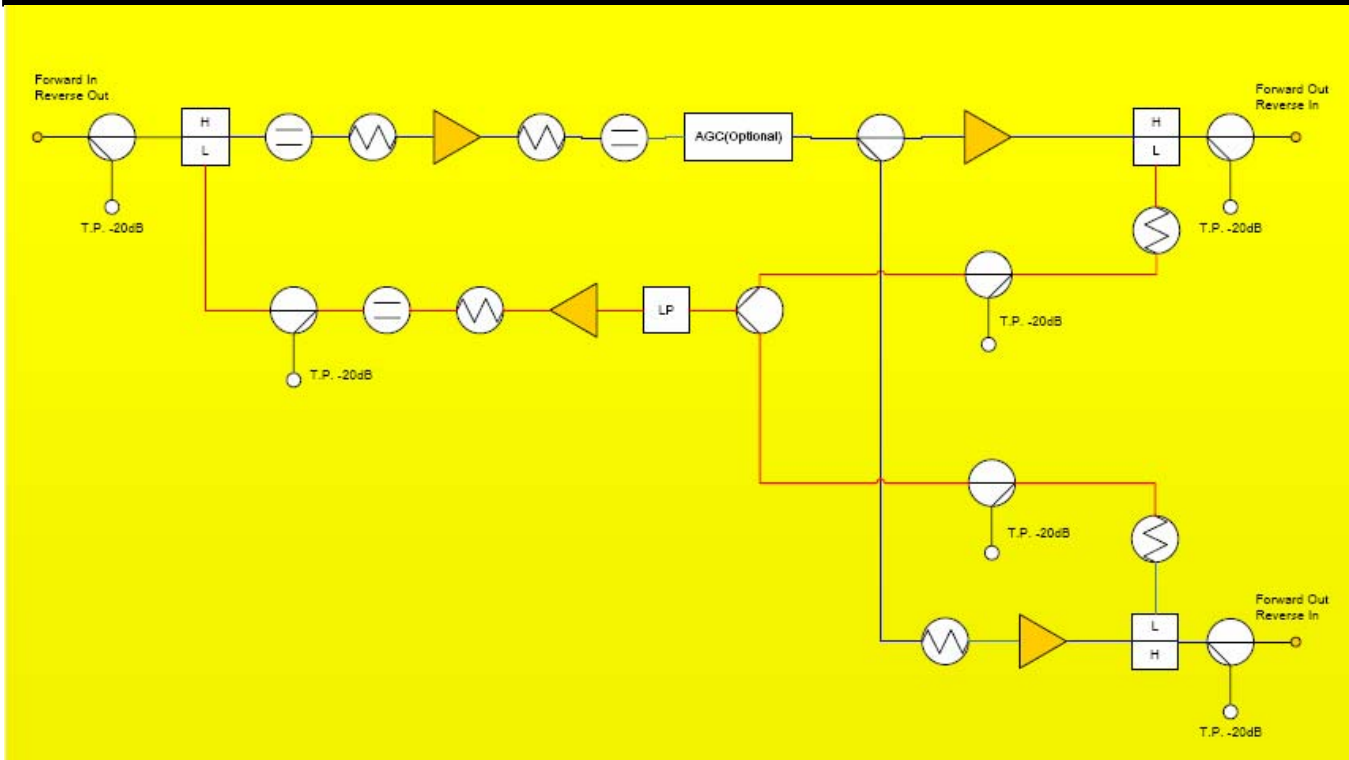 Forward In
Reverse Out
Forward Out
Reverse In
H
L
AGC(Optional)
H
L
T.P. -20dB
T.P. -20dB
LP
T.P. -20dB
T.P. -20dB
T.P. -20dB
Forward Out
Reverse In
L
H
T.P. -20dB